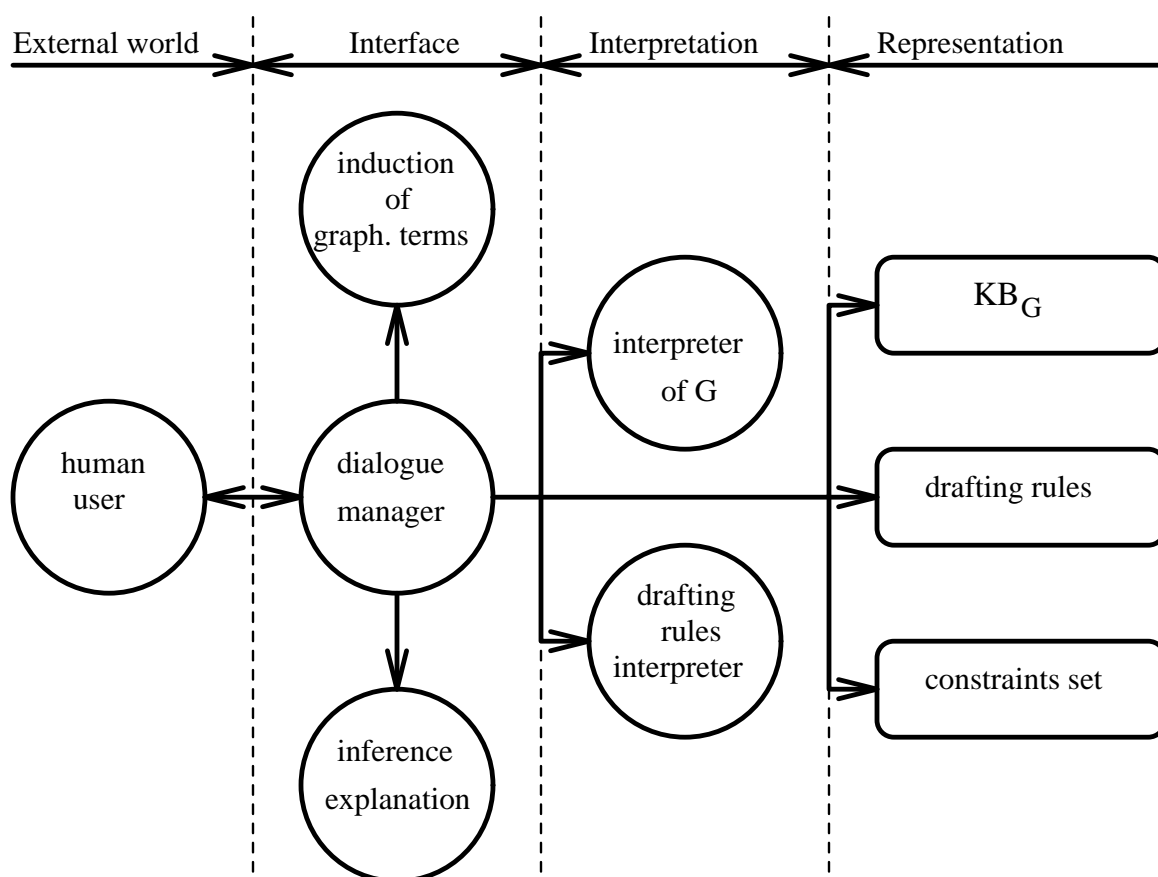 External world
Interface
Interpretation
Representation
induction
of
graph. terms
interpreter
of G
KB_G
human
user
dialogue
manager
drafting rules
drafting
rules
interpreter
constraints set
inference
explanation